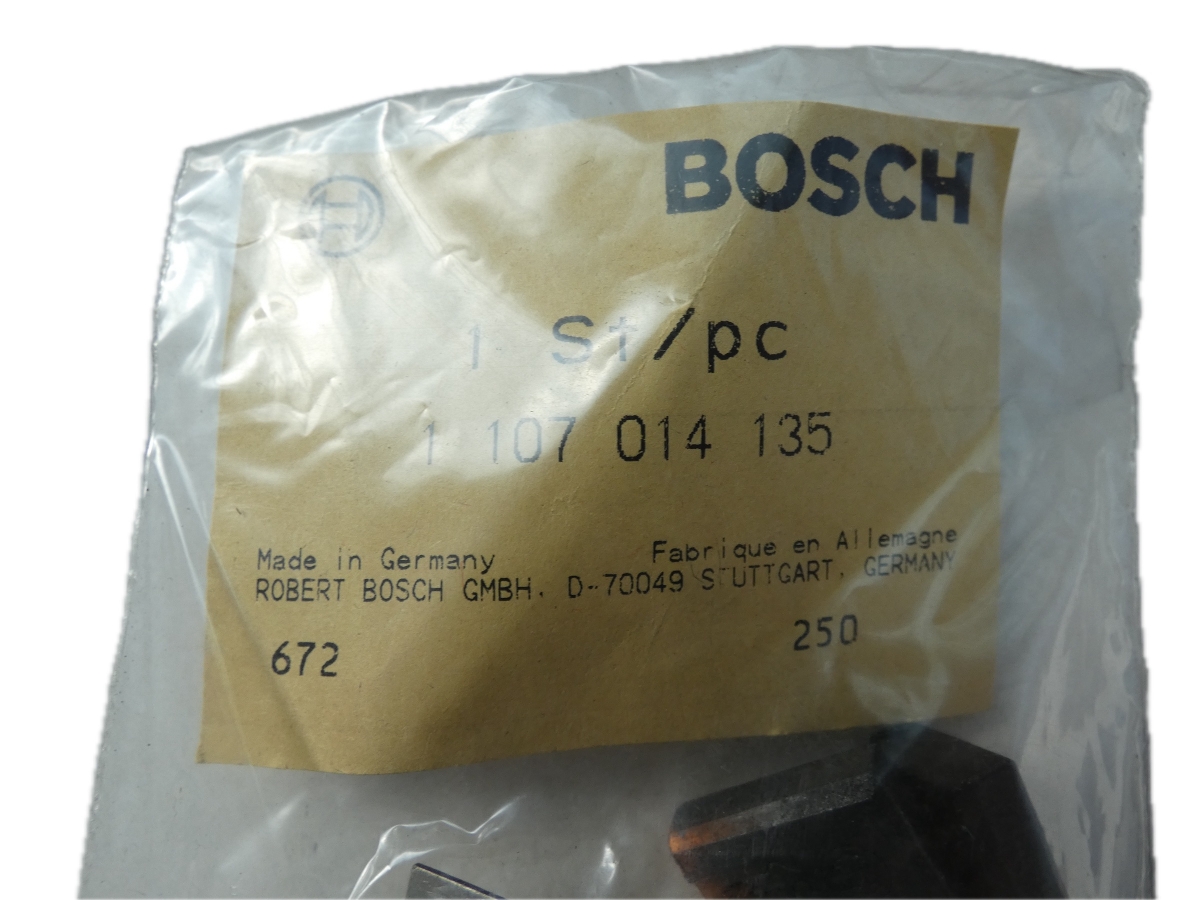 BOSCH
1 St/pc
1 107 014 135
Made in Germany Fabrique en Allemagne
ROBERT BOSCH GMBH. D-70049 STUTTGART, GERMANY
672 250